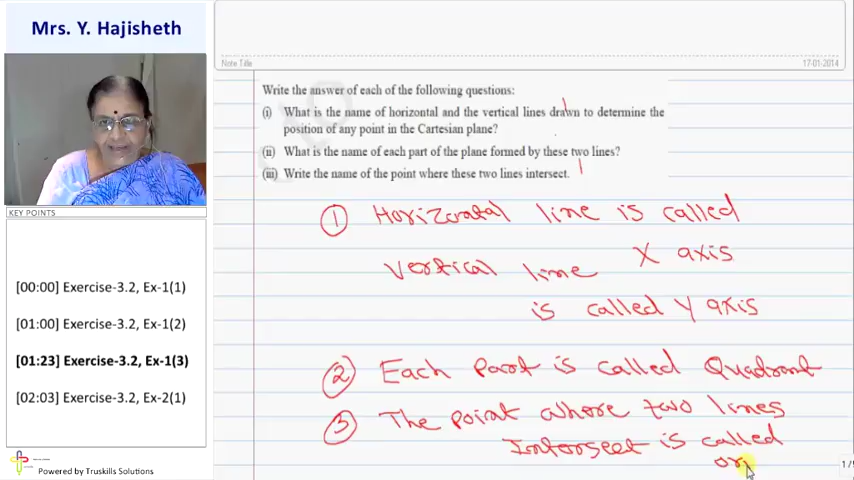 Mrs. Y. Hajisheth
Note Title
17-01-2014
Write the answer of each of the following questions:
(i) What is the name of horizontal and the vertical lines drawn to determine the
position of any point in the Cartesian plane?
(ii) What is the name of each part of the plane formed by these two lines?
(iii) Write the name of the point where these two lines intersect.
KEY POINTS
[00:00] Exercise-3.2, Ex-1(1)
[01:00] Exercise-3.2, Ex-1(2)
[01:23] Exercise-3.2, Ex-1(3)
[02:03] Exercise-3.2, Ex-2(1)
Powered by Truskills Solutions
1 Horizontal line is called
X axis
Vertical line
is called Y axis
2 Each Part is called Quadrant
3 The point where two lines
Intersect is called
ori